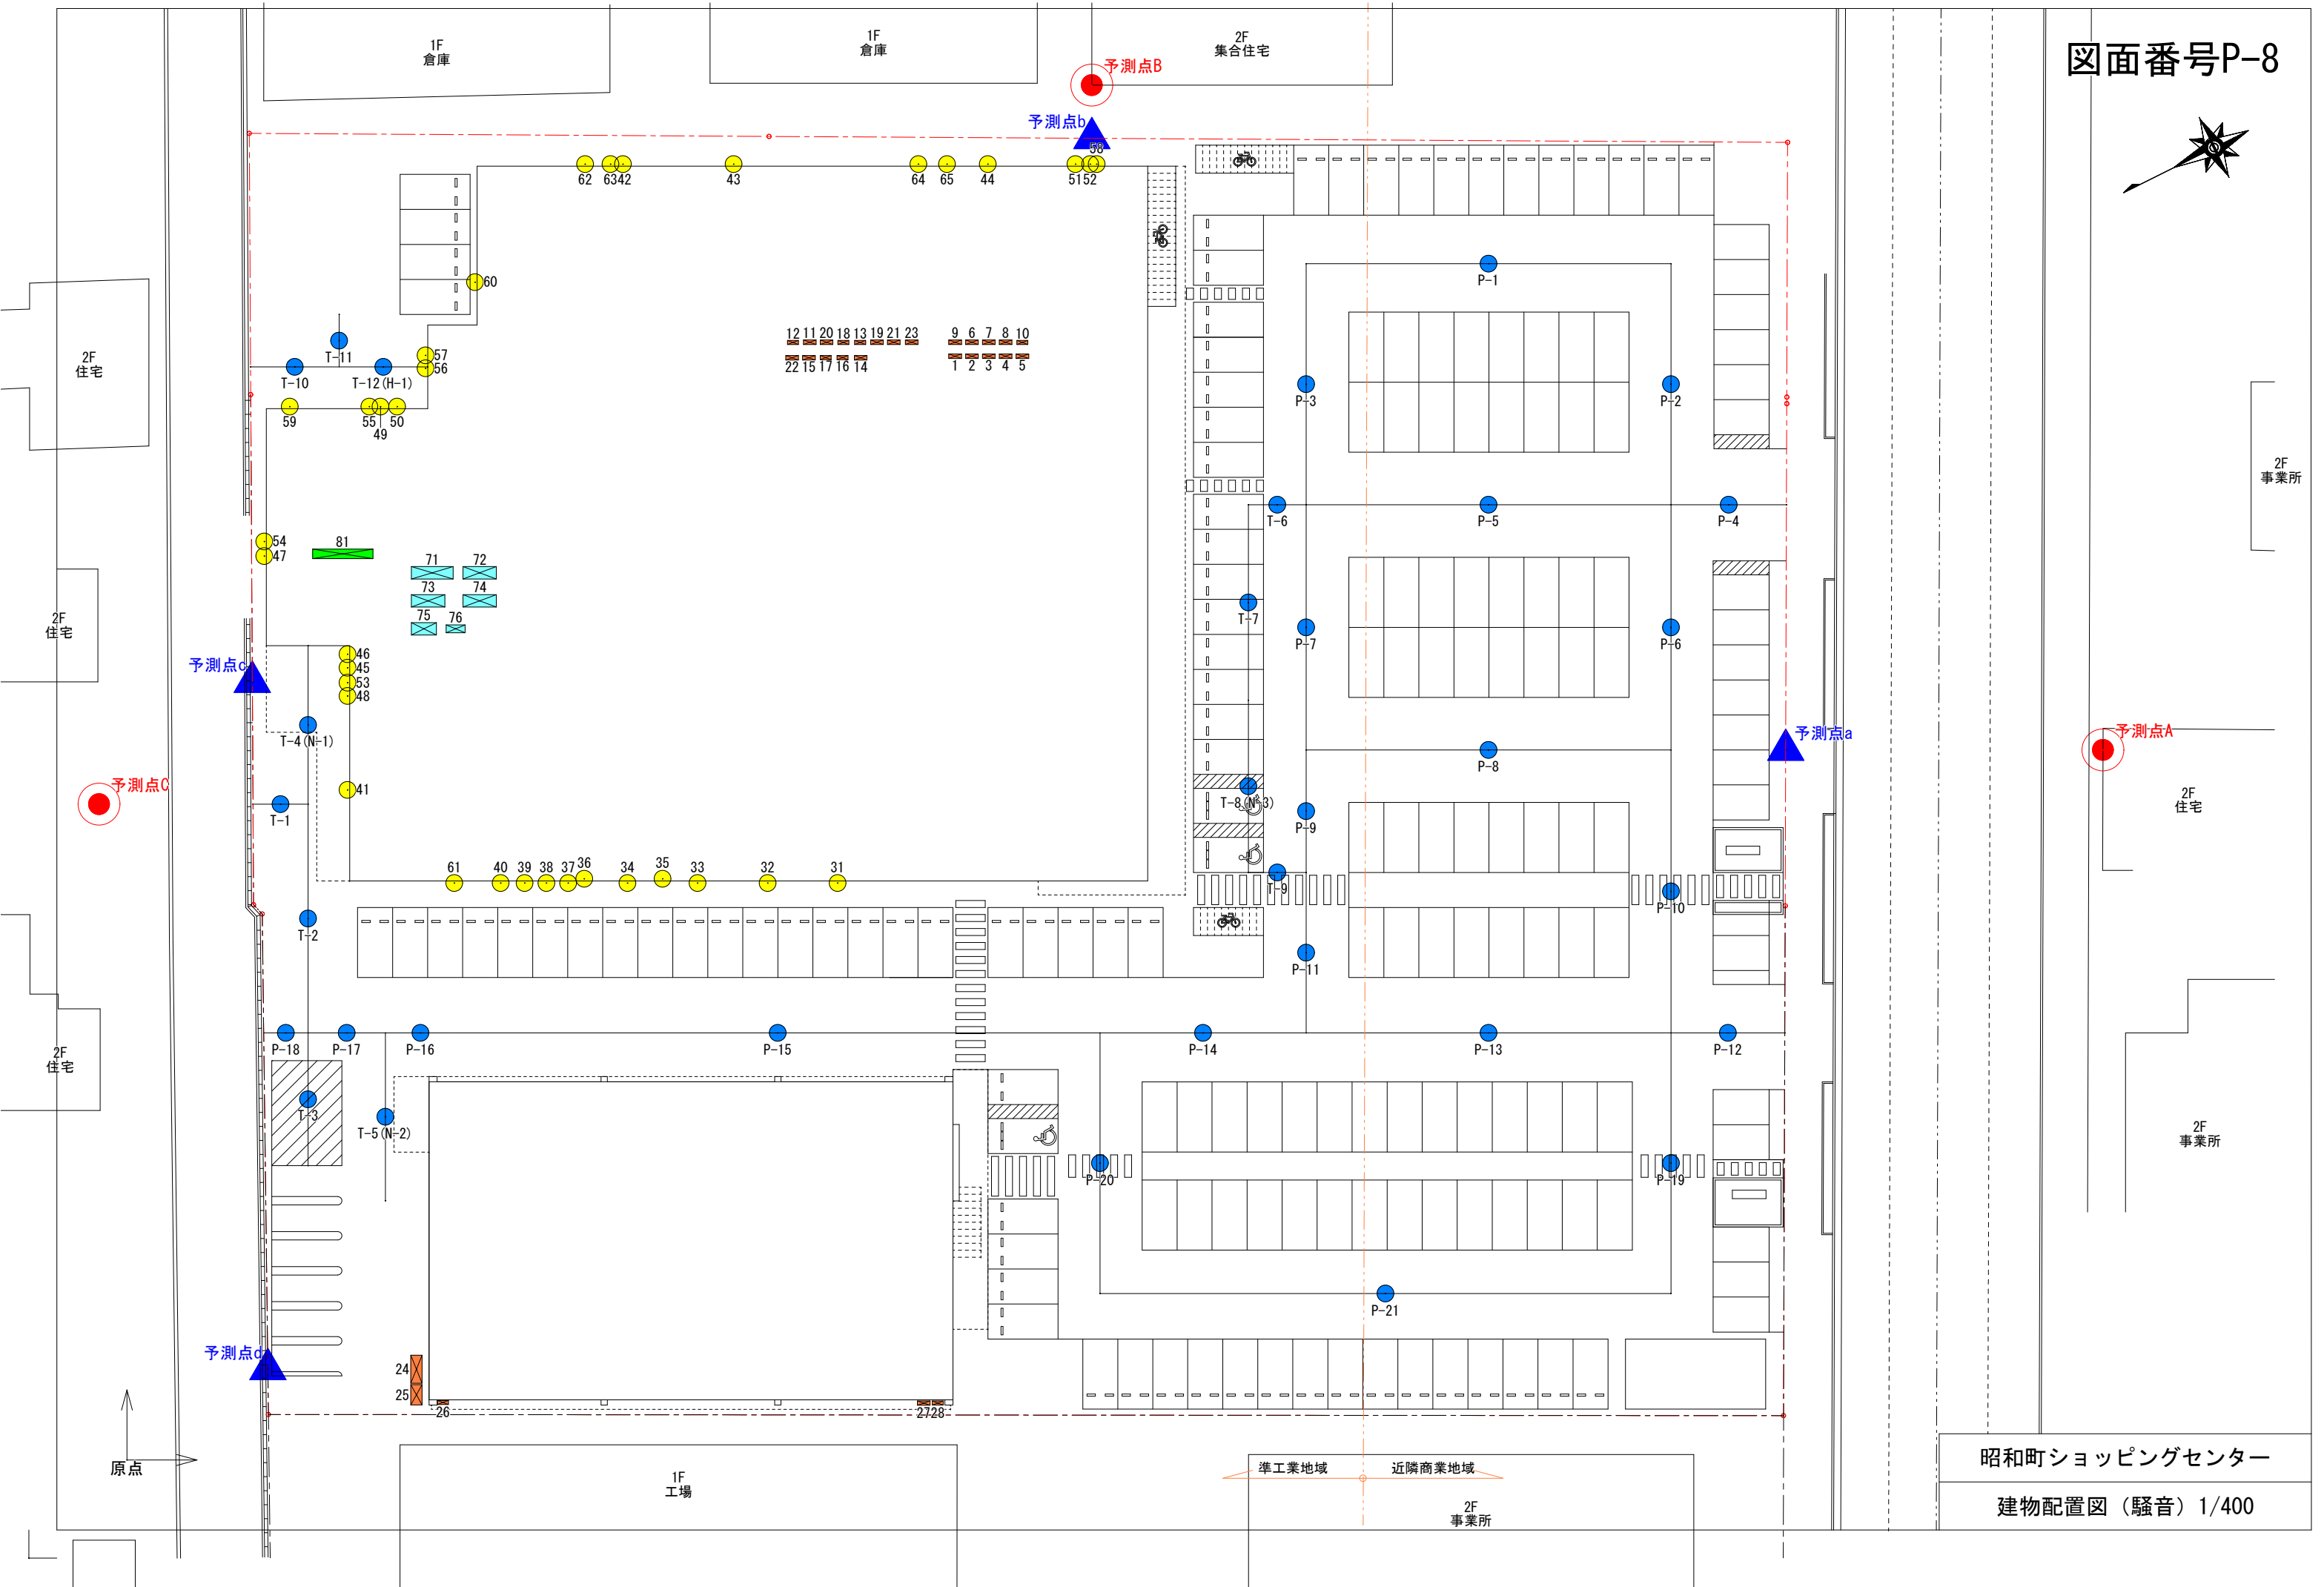 図面番号P-8
1F
倉庫
1F
倉庫
2F
集合住宅
予測点B
予測点b
58
62
63
42
43
64
65
44
51
52
60
P-1
12
11
20
18
13
19
21
23
9
6
7
8
10
22
15
17
16
14
1
2
3
4
5
2F
住宅
T-11
57
56
T-10
T-12(H-1)
P-3
P-2
59
55
50
49
2F
事業所
T-6
P-5
P-4
54
47
81
71
72
73
74
75
76
T-7
P-7
P-6
2F
住宅
46
45
53
48
予測点c
T-4(N-1)
予測点a
予測点A
P-8
予測点C
41
T-1
T-8(N-3)
P-9
2F
住宅
61
40
39
38
37
36
34
35
33
32
31
T-9
P-10
T-2
P-11
P-18
P-17
P-16
P-15
P-14
P-13
P-12
2F
住宅
T-3
T-5(N-2)
2F
事業所
P-20
P-19
P-21
予測点d
24
25
26
27
28
原点
1F
工場
準工業地域
近隣商業地域
2F
事業所
昭和町ショッピングセンター
建物配置図（騒音）1/400